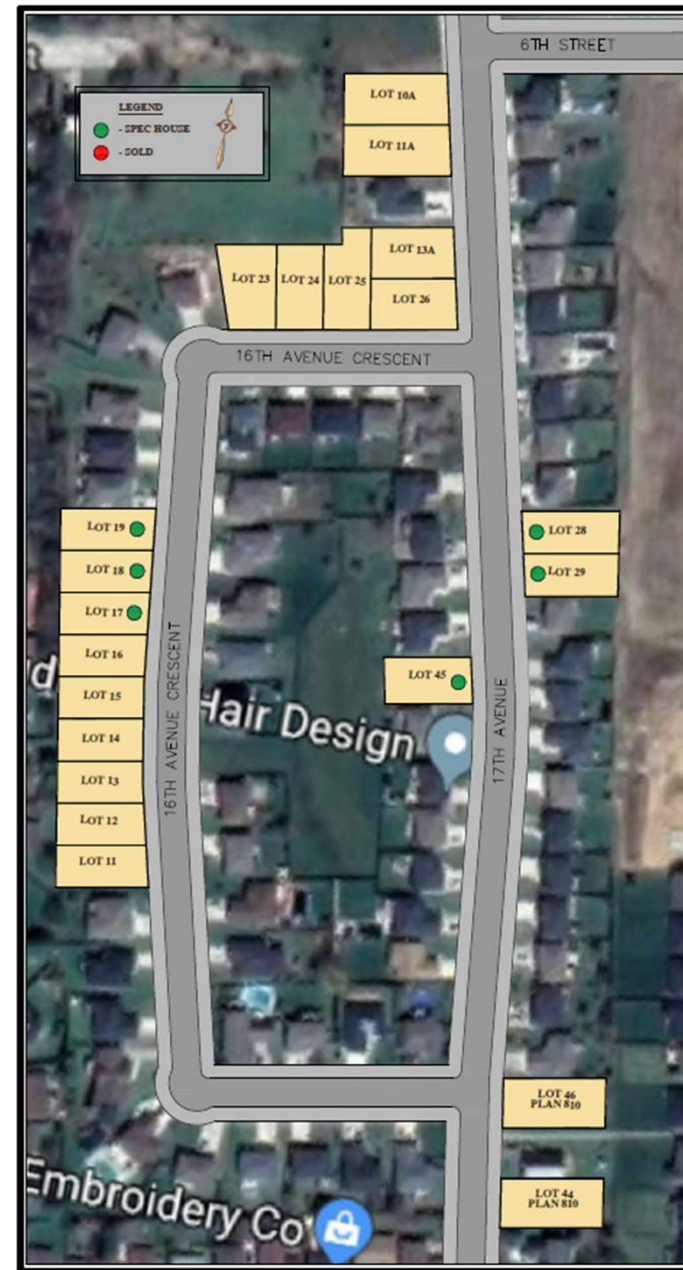 6TH STREET
LEGEND
- SPEC HOUSE
- SOLD
LOT 10A
LOT 11A
LOT 13A
LOT 23
LOT 24
LOT 25
LOT 26
16TH AVENUE CRESCENT
LOT 19
LOT 28
LOT 18
LOT 29
LOT 17
LOT 16
LOT 45
LOT 15
LOT 14
LOT 13
LOT 12
LOT 11
16TH AVENUE CRESCENT
Hair Design
17TH AVENUE
LOT 46
PLAN 810
LOT 44
PLAN 810
Embroidery Co